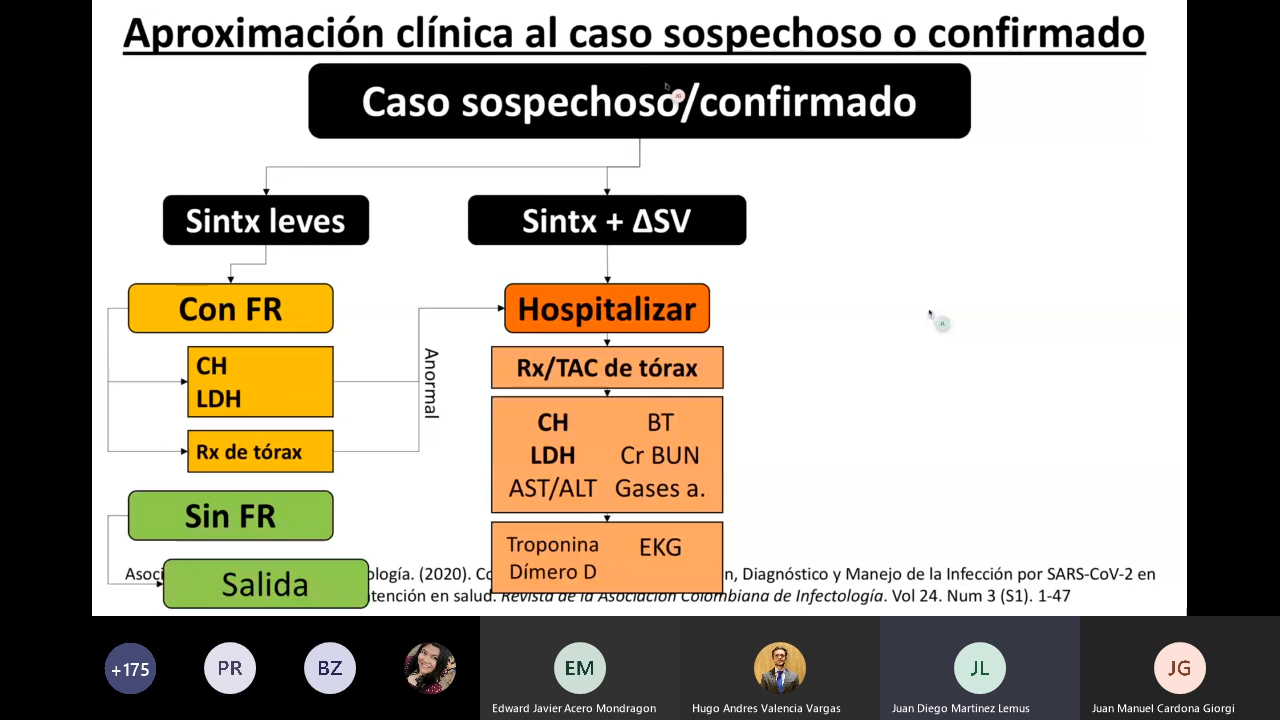 Aproximación clínica al caso sospechoso o confirmado
Caso sospechoso/confirmado
Sintx leves
Sintx + ΔSV
Con FR
CH
LDH
Rx de tórax
Anormal
Sin FR
Salida
Hospitalizar
Rx/TAC de tórax
CH BT
LDH Cr BUN
AST/ALT Gases a.
Troponina EKG
Dímero D
ología. (2020). n, Diagnóstico y Manejo de la Infección por SARS-CoV-2 en
tención en salud. Revista de la Asociación Colombiana de Infectología. Vol 24. Num 3 (S1). 1-47
JG
JL
+175
PR
BZ
EM
JL
JG
Edward Javier Acero Mondragon
Hugo Andres Valencia Vargas
Juan Diego Martinez Lemus
Juan Manuel Cardona Giorgi